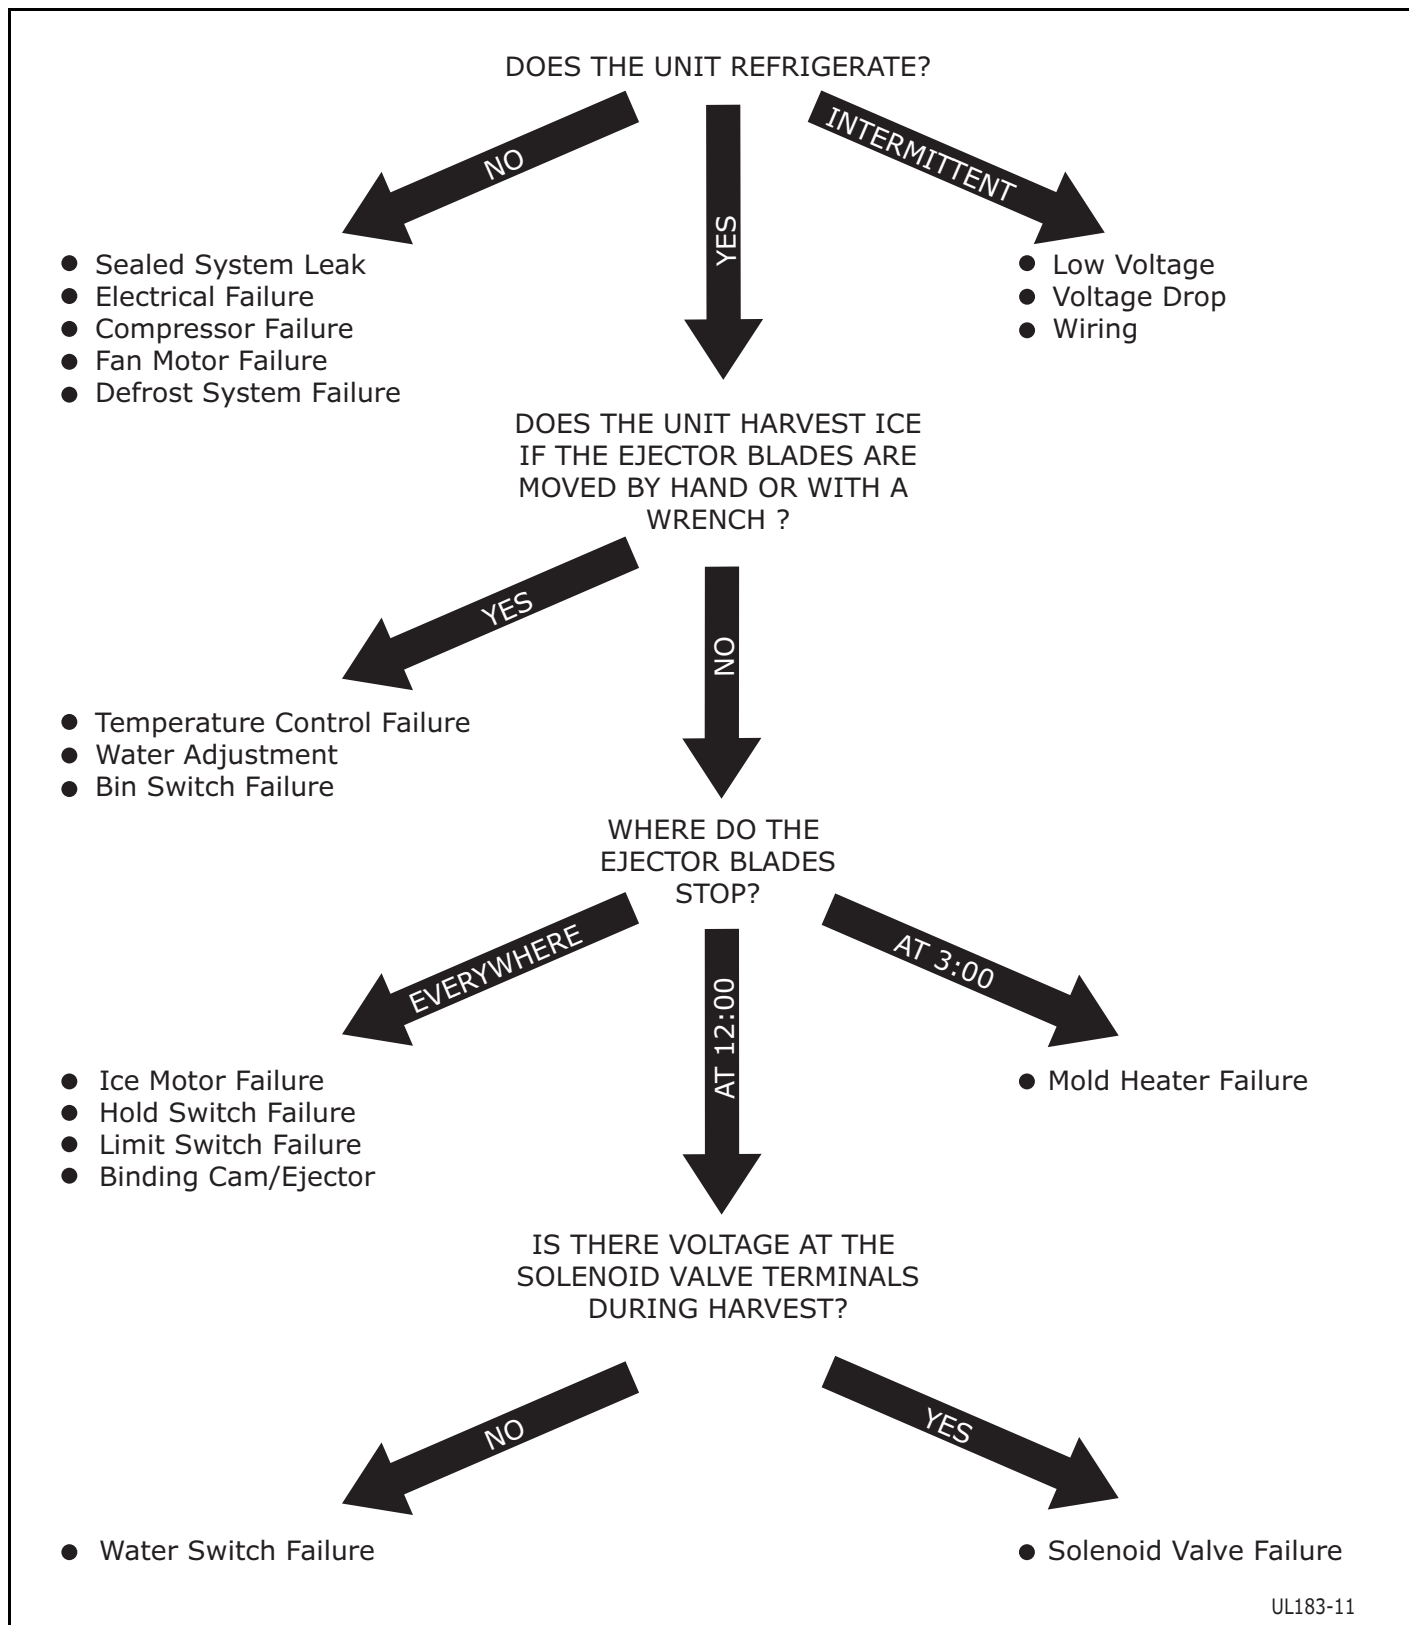 DOES THE UNIT REFRIGERATE?
NO
YES
INTERMITTENT
● Sealed System Leak
● Electrical Failure
● Compressor Failure
● Fan Motor Failure
● Defrost System Failure
● Low Voltage
● Voltage Drop
● Wiring
DOES THE UNIT HARVEST ICE
IF THE EJECTOR BLADES ARE
MOVED BY HAND OR WITH A
WRENCH ?
YES
NO
● Temperature Control Failure
● Water Adjustment
● Bin Switch Failure
WHERE DO THE
EJECTOR BLADES
STOP?
EVERYWHERE
AT 12:00
AT 3:00
● Ice Motor Failure
● Hold Switch Failure
● Limit Switch Failure
● Binding Cam/Ejector
● Mold Heater Failure
IS THERE VOLTAGE AT THE
SOLENOID VALVE TERMINALS
DURING HARVEST?
NO
YES
● Water Switch Failure
● Solenoid Valve Failure
UL183-11